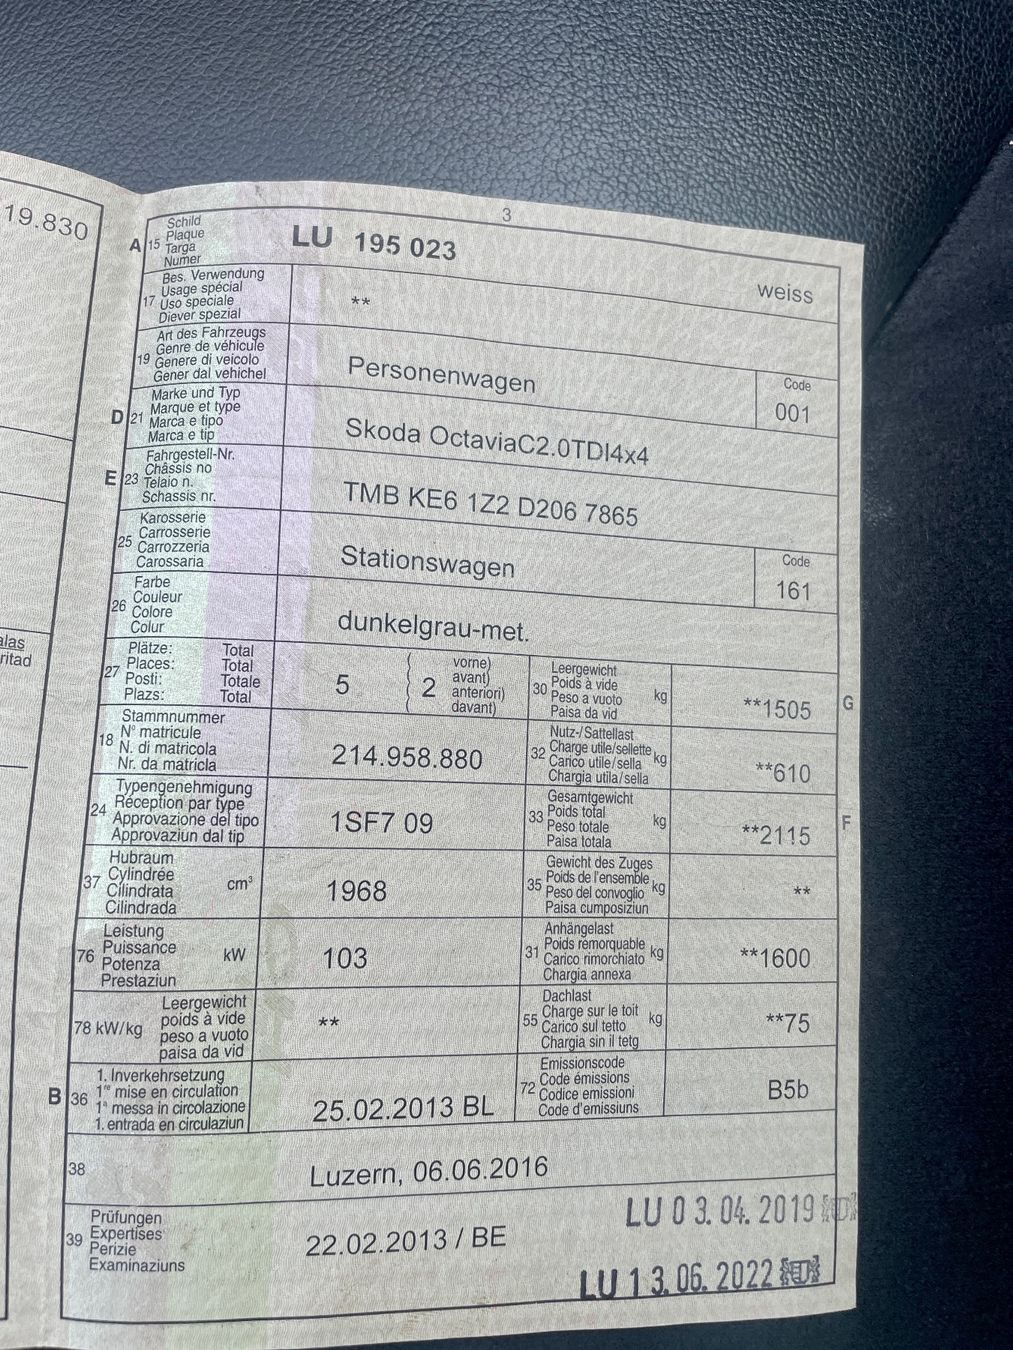 19.830
3
A 15 Schild
Plaque
Targa
Numer
LU 195 023
weiss
17 Bes. Verwendung
Usage spécial
Uso speciale
Diever spezial
**
19 Art des Fahrzeugs
Genre de véhicule
Genere di veicolo
Gener dal vehichel
Personenwagen
Code
001
D 21 Marke und Typ
Marque et type
Marca e tipo
Marca e tip
Skoda OctaviaC2.0TDI4x4
E 23 Fahrgestell-Nr.
Châssis no
Telaio n.
Schassis nr.
TMB KE6 1Z2 D206 7865
25 Karosserie
Carrosserie
Carrozzeria
Carossaria
Stationswagen
Code
161
26 Farbe
Couleur
Colore
Colur
dunkelgrau-met.
alas
ritad
27 Plätze: Total
Places: Total
Posti: Totale
Plazs: Total
5
2
vorne)
avant)
anteriori)
davant)
30 Leergewicht
Poids à vide
Peso a vuoto
Paisa da vid
kg
**1505
G
18 Stammnummer
N° matricule
N. di matricola
Nr. da matricla
214.958.880
32 Nutz-/Sattellast
Charge utile/sellette
Carico utile/sella
Chargia utila/sella
kg
**610
24 Typengenehmigung
Réception par type
Approvazione del tipo
Approvaziun dal tip
1SF7 09
33 Gesamtgewicht
Poids total
Peso totale
Paisa totala
kg
**2115
F
37 Hubraum
Cylindrée
Cilindrata
Cilindrada
cm³
1968
35 Gewicht des Zuges
Poids de l'ensemble
Peso del convoglio
Paisa cumposiziun
kg
**
76 Leistung
Puissance
Potenza
Prestaziun
kW
103
31 Anhängelast
Poids remorquable
Carico rimorchiato
Chargia annexa
kg
**1600
78 kW/kg
Leergewicht
poids à vide
peso a vuoto
paisa da vid
**
55 Dachlast
Charge sur le toit
Carico sul tetto
Chargia sin il tetg
kg
**75
B 36 1. Inverkehrsetzung
1re mise en circulation
1a messa in circolazione
1. entrada en circulaziun
25.02.2013 BL
72 Emissionscode
Code émissions
Codice emissioni
Code d'emissiuns
B5b
38
Luzern, 06.06.2016
39 Prüfungen
Expertises
Perizie
Examinaziuns
22.02.2013 / BE
LU 0 3. 04. 2019
LU 1 3. 06. 2022